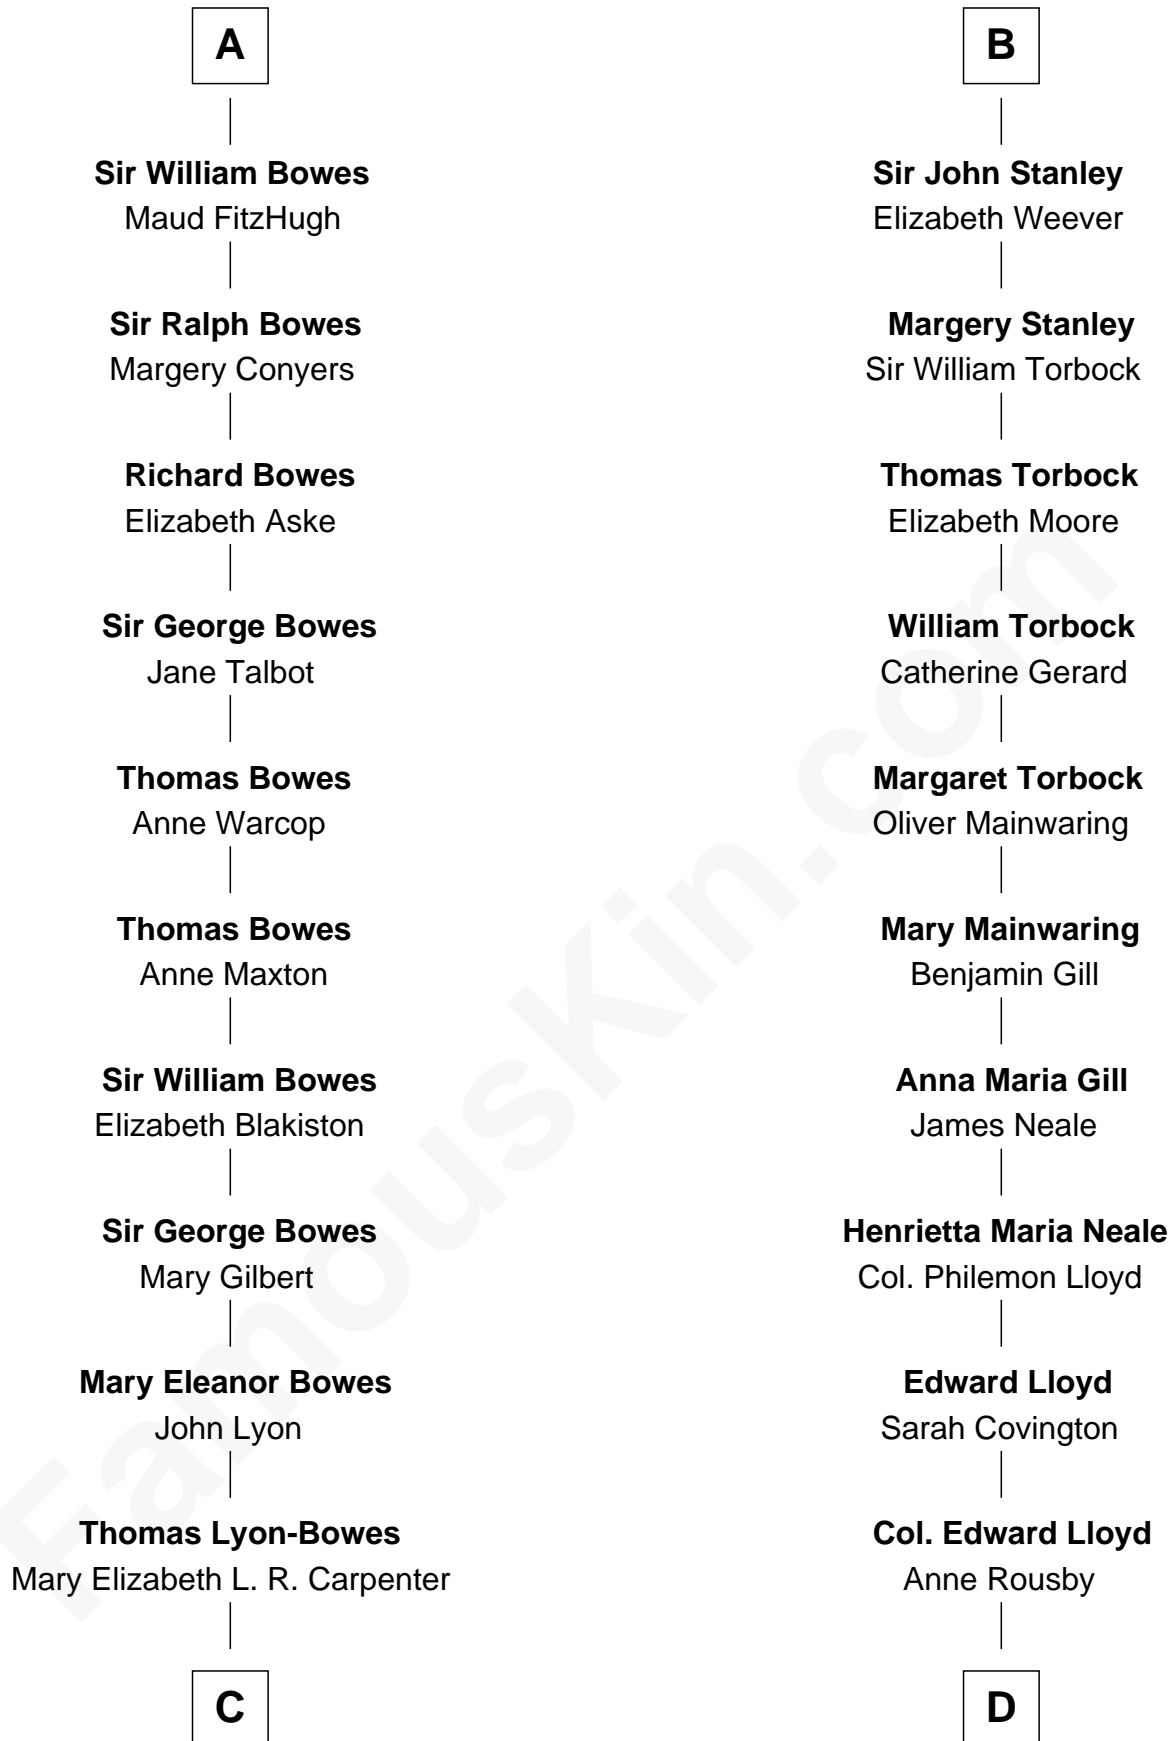 A
Sir William Bowes
Maud FitzHugh
Sir Ralph Bowes
Margery Conyers
Richard Bowes
Elizabeth Aske
Sir George Bowes
Jane Talbot
Thomas Bowes
Anne Warcop
Thomas Bowes
Anne Maxton
Sir William Bowes
Elizabeth Blakiston
Sir George Bowes
Mary Gilbert
Mary Eleanor Bowes
John Lyon
Thomas Lyon-Bowes
Mary Elizabeth L. R. Carpenter
C
B
Sir John Stanley
Elizabeth Weever
Margery Stanley
Sir William Torbock
Thomas Torbock
Elizabeth Moore
William Torbock
Catherine Gerard
Margaret Torbock
Oliver Mainwaring
Mary Mainwaring
Benjamin Gill
Anna Maria Gill
James Neale
Henrietta Maria Neale
Col. Philemon Lloyd
Edward Lloyd
Sarah Covington
Col. Edward Lloyd
Anne Rousby
D
FamousKin.com